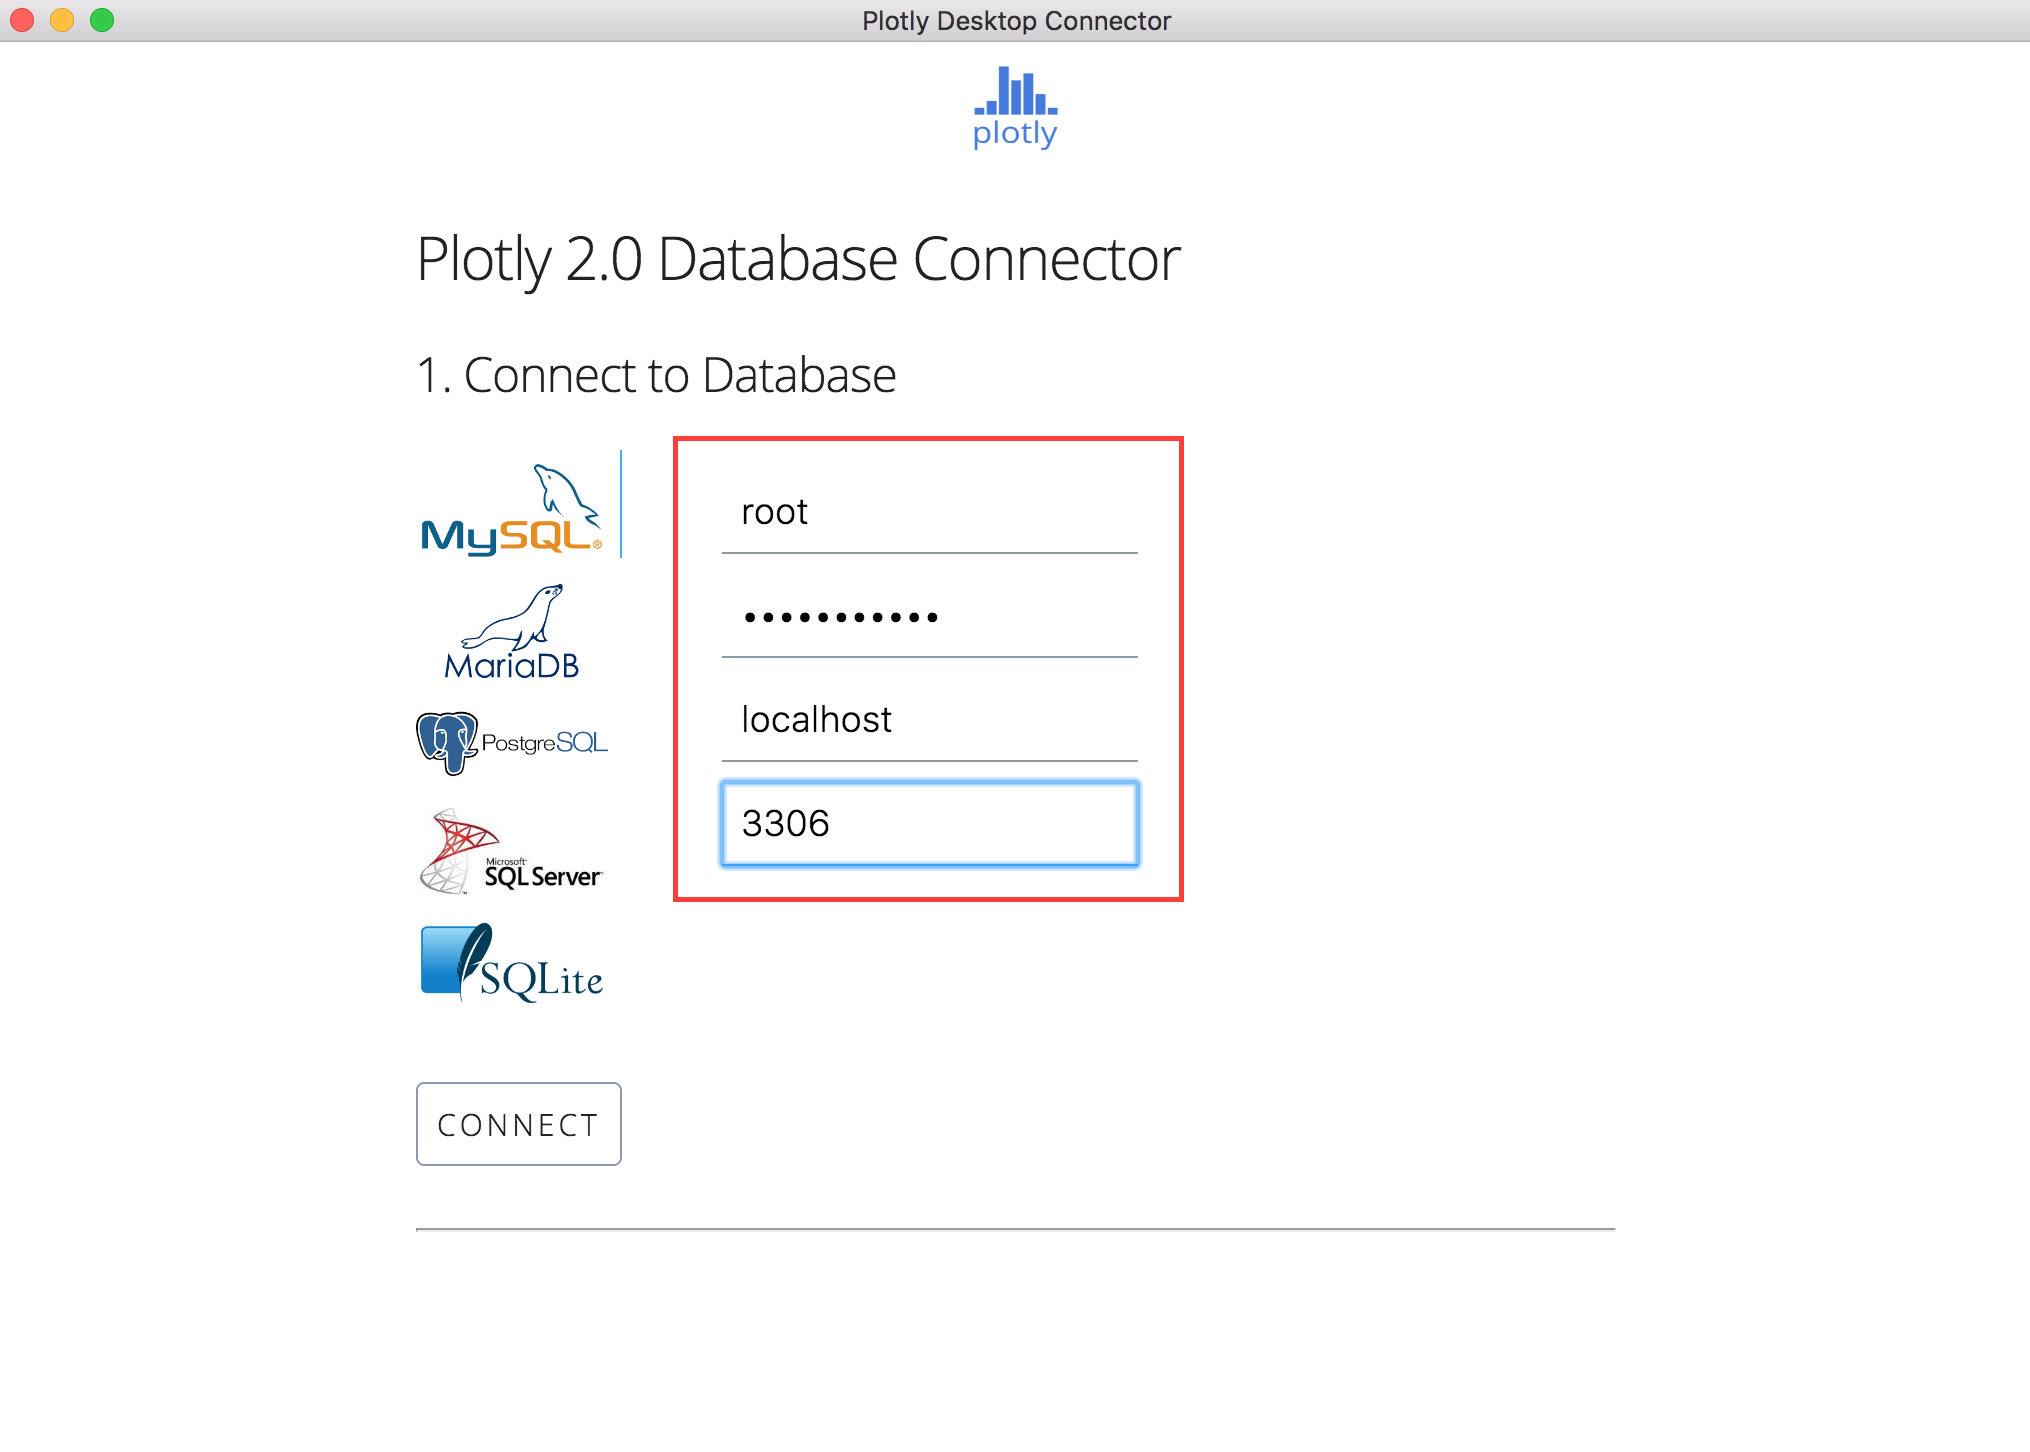 Plotly Desktop Connector
plotly
Plotly 2.0 Database Connector
1. Connect to Database
MySQL®
root
MariaDB
•••••••••••
PostgreSQL
localhost
Microsoft®
SQL Server™
3306
SQLite
CONNECT